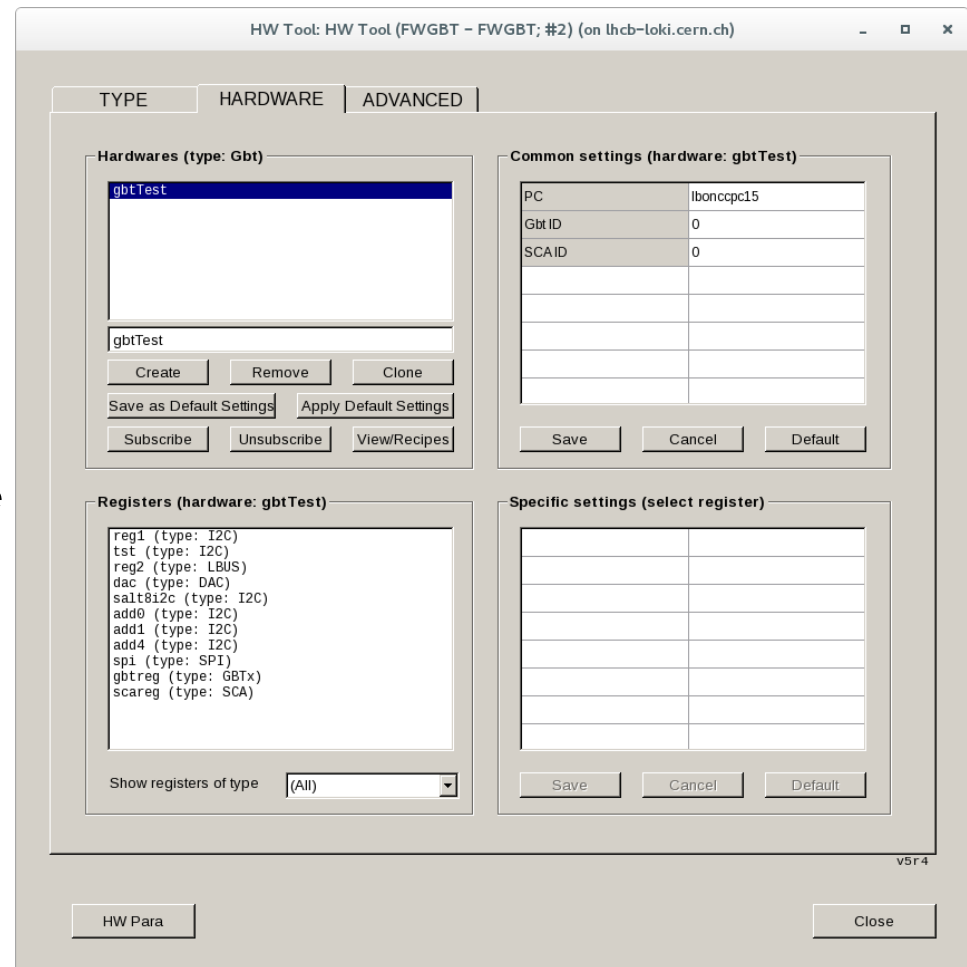 HW Tool: HW Tool (FWGBT - FWGBT; #2) (on lhcb-loki.cern.ch)
TYPE HARDWARE ADVANCED
Hardwares (type: Gbt)
gbtTest
gbtTest
Create Remove Clone
Save as Default Settings Apply Default Settings
Subscribe Unsubscribe View/Recipes
Common settings (hardware: gbtTest)
PC lbonccpc15
Gbt ID 0
SCA ID 0
Save Cancel Default
Registers (hardware: gbtTest)
reg1 (type: I2C)
tst (type: I2C)
reg2 (type: LBUS)
dac (type: DAC)
salt8i2c (type: I2C)
add0 (type: I2C)
add1 (type: I2C)
add4 (type: I2C)
spi (type: SPI)
gbtreg (type: GBTx)
scareg (type: SCA)
Show registers of type (All)
Specific settings (select register)
Save Cancel Default
v5r4
HW Para Close